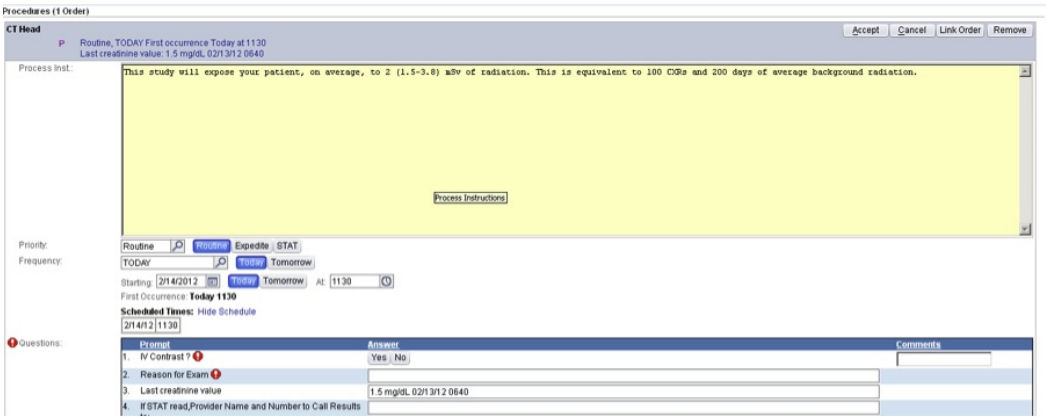 Procedures (1 Order)
CT Head Accept Cancel Link Order Remove
P Routine, TODAY First occurrence Today at 1130
Last creatinine value: 1.5 mg/dL 02/13/12 0640
Process Inst.: This study will expose your patient, on average, to 2 (1.5-3.8) mSv of radiation. This is equivalent to 100 CXRs and 200 days of average background radiation.
Process Instructions
Priority: Routine Routine Expedite STAT
Frequency: TODAY Today Tomorrow
Starting: 2/14/2012 Today Tomorrow At: 1130
First Occurrence: Today 1130
Scheduled Times: Hide Schedule
2/14/12 1130
Questions: Prompt Answer Comments
1. IV Contrast ? Yes No
2. Reason for Exam
3. Last creatinine value 1.5 mg/dL 02/13/12 0640
4. If STAT read,Provider Name and Number to Call Results